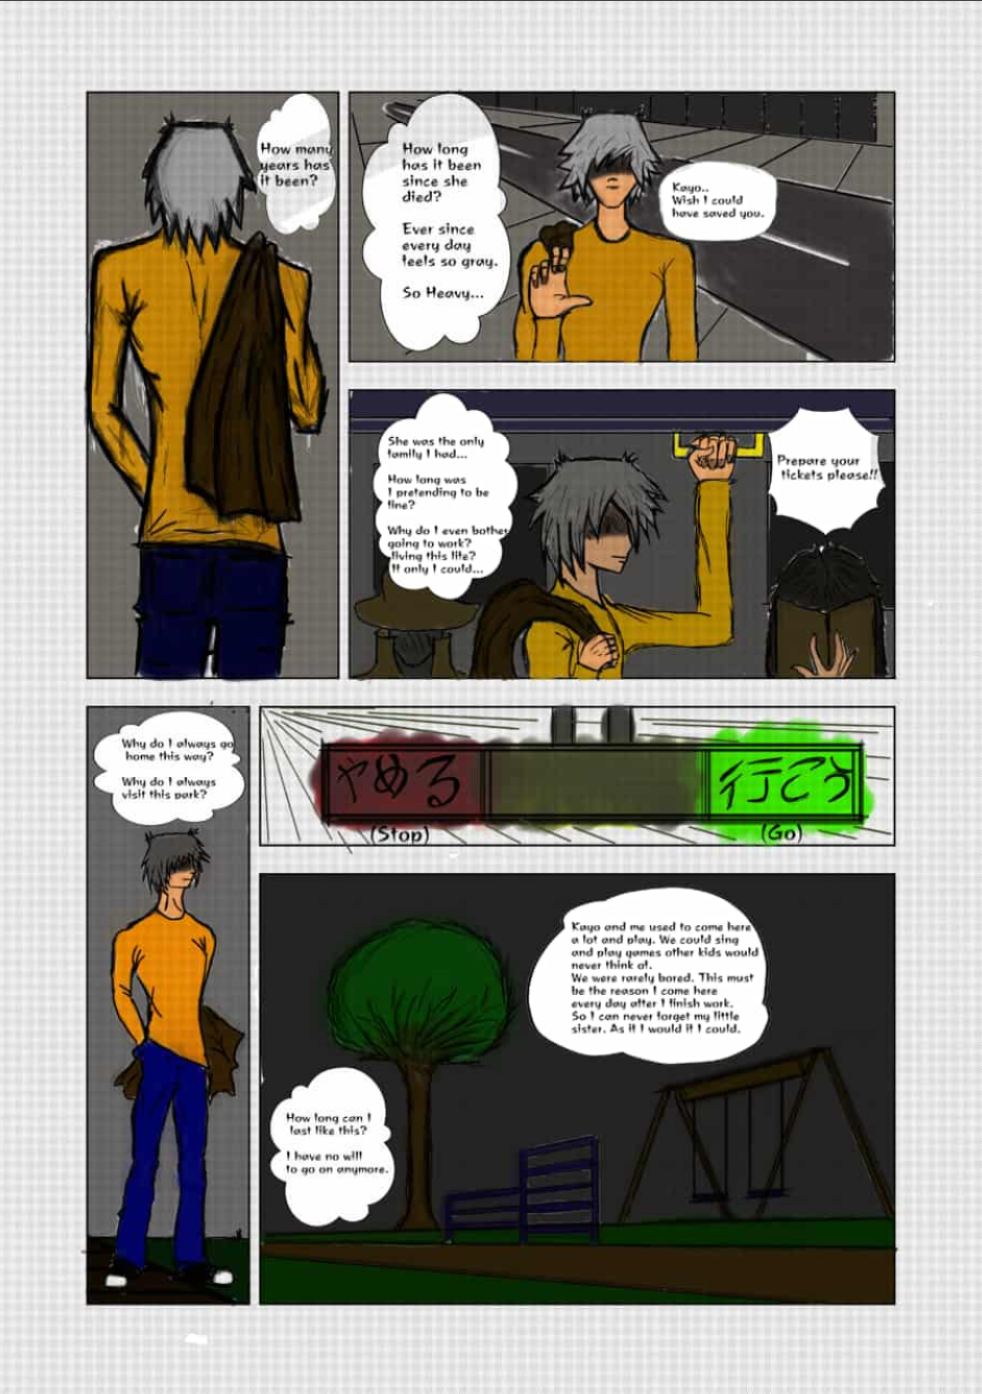 How many
years has
it been?
How long
has it been
since she
died?
Ever since
every day
feels so gray.
So Heavy...
Kayo..
Wish I could
have saved you.
She was the only
family I had...
How long was
I pretending to be
fine?
Why do I even bother
going to work?
living this life?
If only I could...
Prepare your
tickets please!!
Why do I always go
home this way?
Why do I always
visit this park?
やめる 行こう
(Stop) (Go)
Kayo and me used to come here
a lot and play. We could sing
and play games other kids would
never think of.
We were rarely bored. This must
be the reason I come here
every day after I finish work.
So I can never forget my little
sister. As if I would if I could.
How long can I
last like this?
I have no will
to go on anymore.